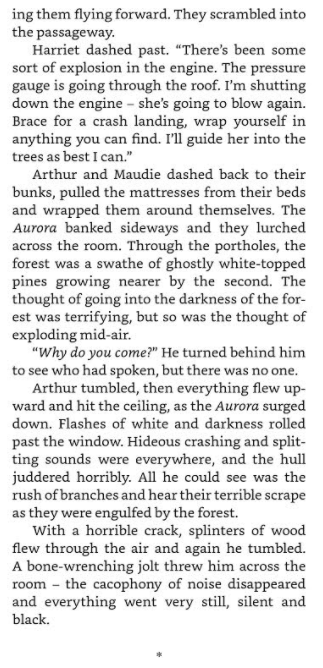 ing them flying forward. They scrambled into
the passageway.
Harriet dashed past. “There’s been some
sort of explosion in the engine. The pressure
gauge is going through the roof. I’m shutting
down the engine – she’s going to blow again.
Brace for a crash landing, wrap yourself in
anything you can find. I’ll guide her into the
trees as best I can.”
Arthur and Maudie dashed back to their
bunks, pulled the mattresses from their beds
and wrapped them around themselves. The
Aurora banked sideways and they lurched
across the room. Through the portholes, the
forest was a swathe of ghostly white-topped
pines growing nearer by the second. The
thought of going into the darkness of the for-
est was terrifying, but so was the thought of
exploding mid-air.
“Why do you come?” He turned behind him
to see who had spoken, but there was no one.
Arthur tumbled, then everything flew up-
ward and hit the ceiling, as the Aurora surged
down. Flashes of white and darkness rolled
past the window. Hideous crashing and split-
ting sounds were everywhere, and the hull
juddered horribly. All he could see was the
rush of branches and hear their terrible scrape
as they were engulfed by the forest.
With a horrible crack, splinters of wood
flew through the air and again he tumbled.
A bone-wrenching jolt threw him across the
room – the cacophony of noise disappeared
and everything went very still, silent and
black.
*